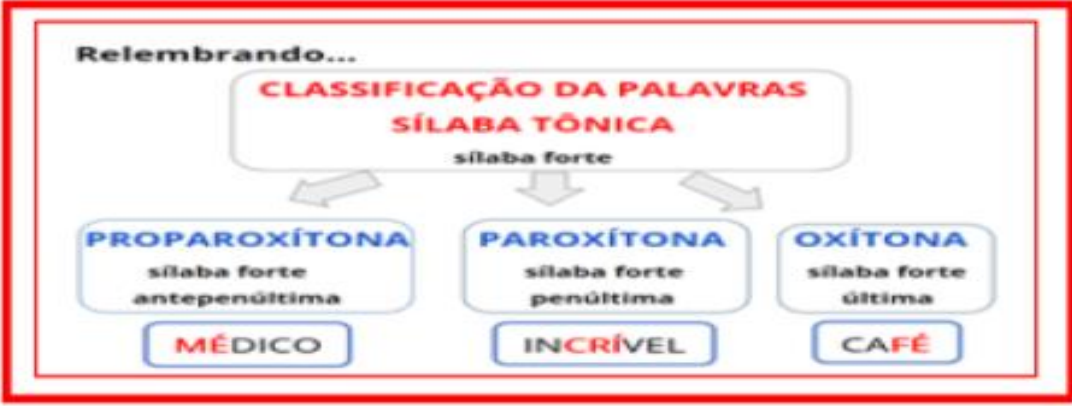 Relembrando...
CLASSIFICAÇÃO DA PALAVRAS
SÍLABA TÔNICA
sílaba forte
PROPAROXÍTONA
sílaba forte
antepenúltima
MÉDICO
PAROXÍTONA
sílaba forte
penúltima
INCRÍVEL
OXÍTONA
sílaba forte
última
CAFÉ